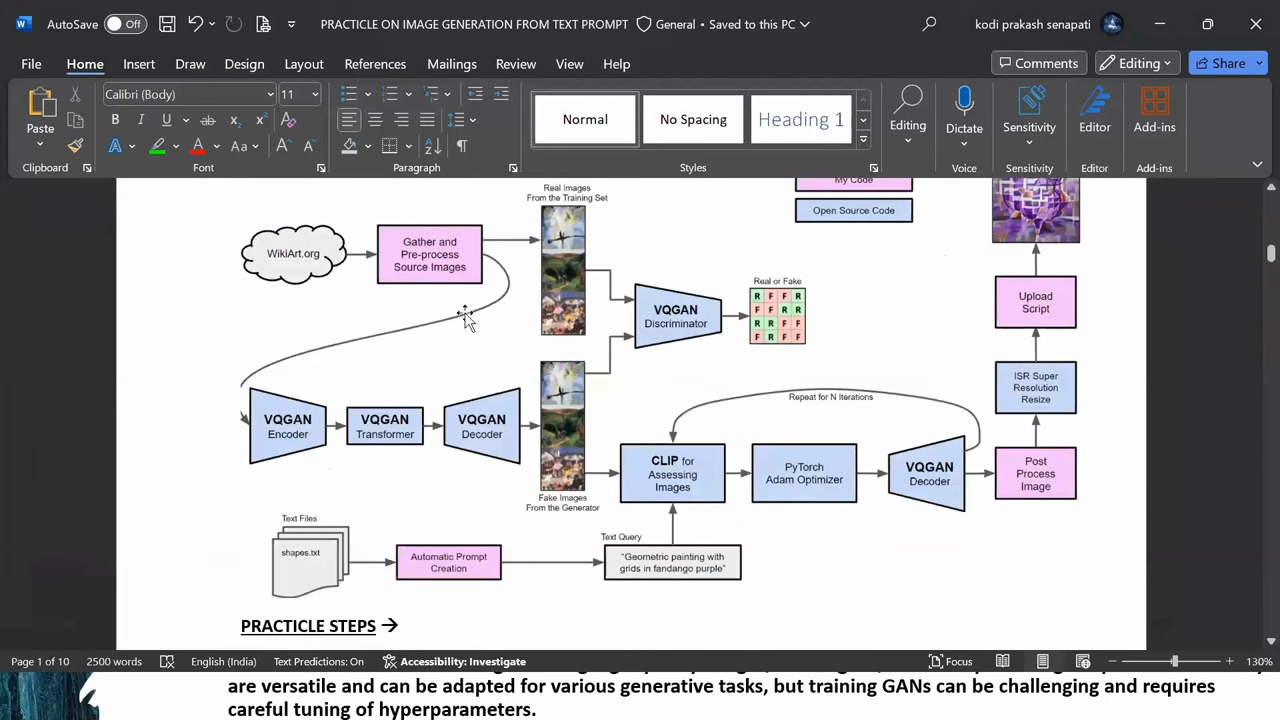 AutoSave Off PRACTICLE ON IMAGE GENERATION FROM TEXT PROMPT General • Saved to this PC kodi prakash senapati
File Home Insert Draw Design Layout References Mailings Review View Help Comments Editing Share
Calibri (Body) 11
Normal No Spacing Heading 1
Paste Editing Dictate Sensitivity Editor Add-ins
B I U ab x₂ x²
A A Aa A A
Clipboard Font Paragraph Styles Voice Sensitivity Editor Add-ins
My Code
Open Source Code
Real Images
From the Training Set
WikiArt.org
Gather and
Pre-process
Source Images
VQGAN
Discriminator
Real or Fake
R F F R
F R F F
R F F R
F R F F
Upload
Script
ISR Super
Resolution
Resize
Repeat for N Iterations
VQGAN
Encoder
VQGAN
Transformer
VQGAN
Decoder
CLIP for
Assessing
Images
PyTorch
Adam Optimizer
VQGAN
Decoder
Post
Process
Image
Fake Images
From the Generator
Text Files
shapes.txt
Automatic Prompt
Creation
Text Query
"Geometric painting with
grids in fandango purple"
PRACTICLE STEPS →
Page 1 of 10 2500 words English (India) Text Predictions: On Accessibility: Investigate Focus 130%
are versatile and can be adapted for various generative tasks, but training GANs can be challenging and requires
careful tuning of hyperparameters.